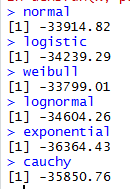 > normal
[1] -33914.82
> logistic
[1] -34239.29
> weibull
[1] -33799.01
> lognormal
[1] -34604.26
> exponential
[1] -36364.43
> cauchy
[1] -35850.76